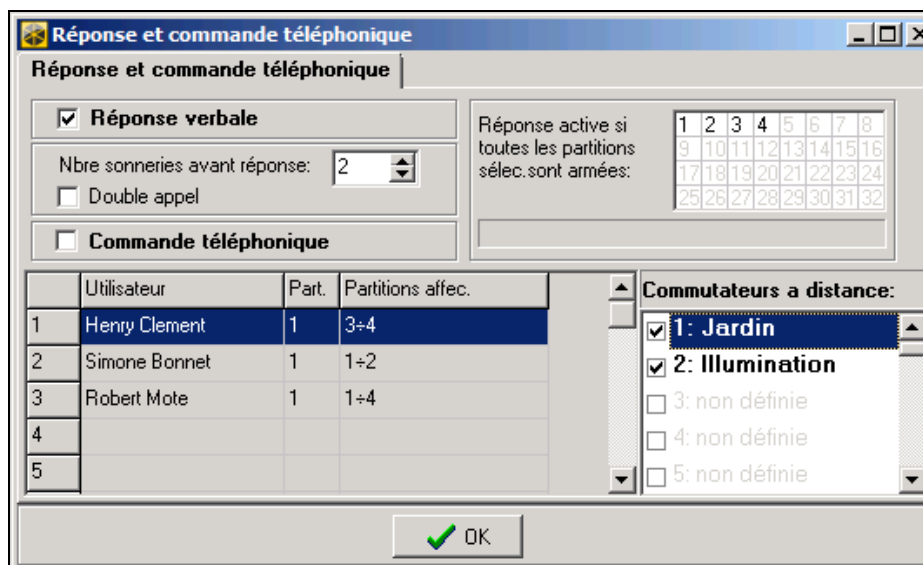 Réponse et commande téléphonique
Réponse et commande téléphonique
Réponse verbale
Nbre sonneries avant réponse: 2
Double appel
Commande téléphonique
Réponse active si
toutes les partitions
sélec.sont armées:
1 2 3 4 5 6 7 8
9 10 11 12 13 14 15 16
17 18 19 20 21 22 23 24
25 26 27 28 29 30 31 32
Utilisateur Part. Partitions affec.
1 Henry Clement 1 3÷4
2 Simone Bonnet 1 1÷2
3 Robert Mote 1 1÷4
4
5
Commutateurs a distance:
1: Jardin
2: Illumination
3: non définie
4: non définie
5: non définie
OK